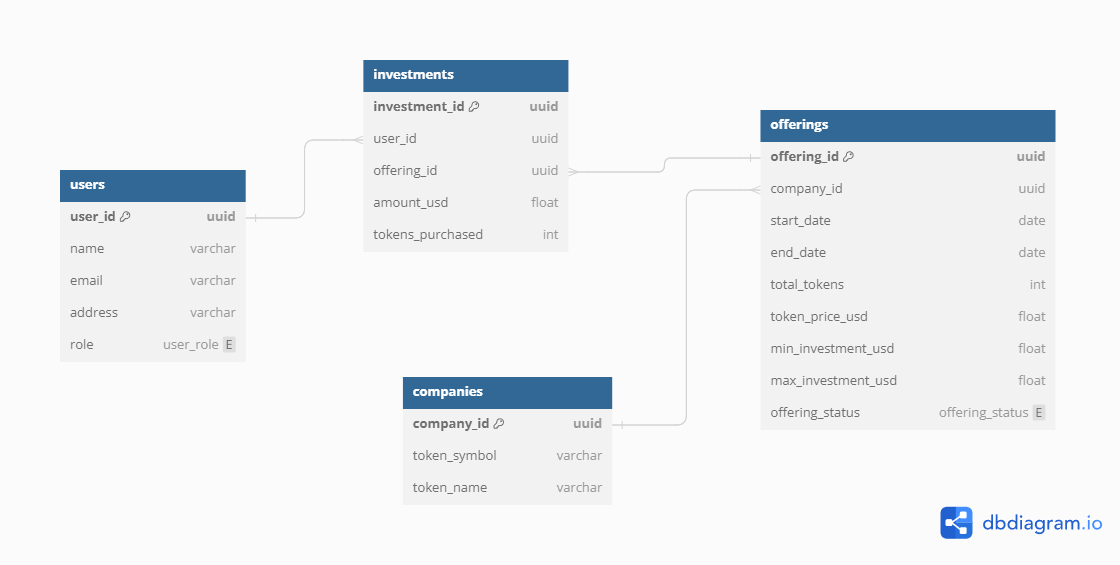 investments
investment_id uuid
user_id uuid
offering_id uuid
amount_usd float
tokens_purchased int
offerings
offering_id uuid
company_id uuid
start_date date
end_date date
total_tokens int
token_price_usd float
min_investment_usd float
max_investment_usd float
offering_status offering_status E
users
user_id uuid
name varchar
email varchar
address varchar
role user_role E
companies
company_id uuid
token_symbol varchar
token_name varchar
dbdiagram.io